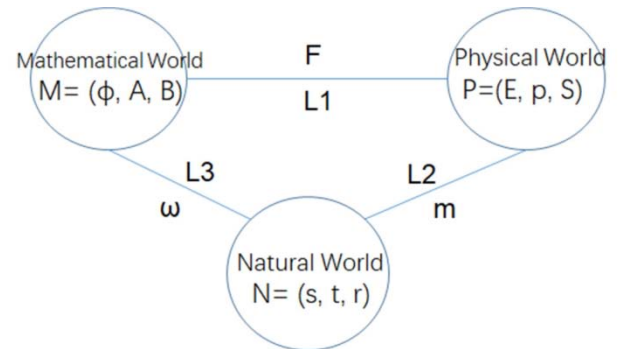 Mathematical World
M= (ϕ, A, B)
F
L1
Physical World
P=(E, p, S)
L3
ω
L2
m
Natural World
N= (s, t, r)